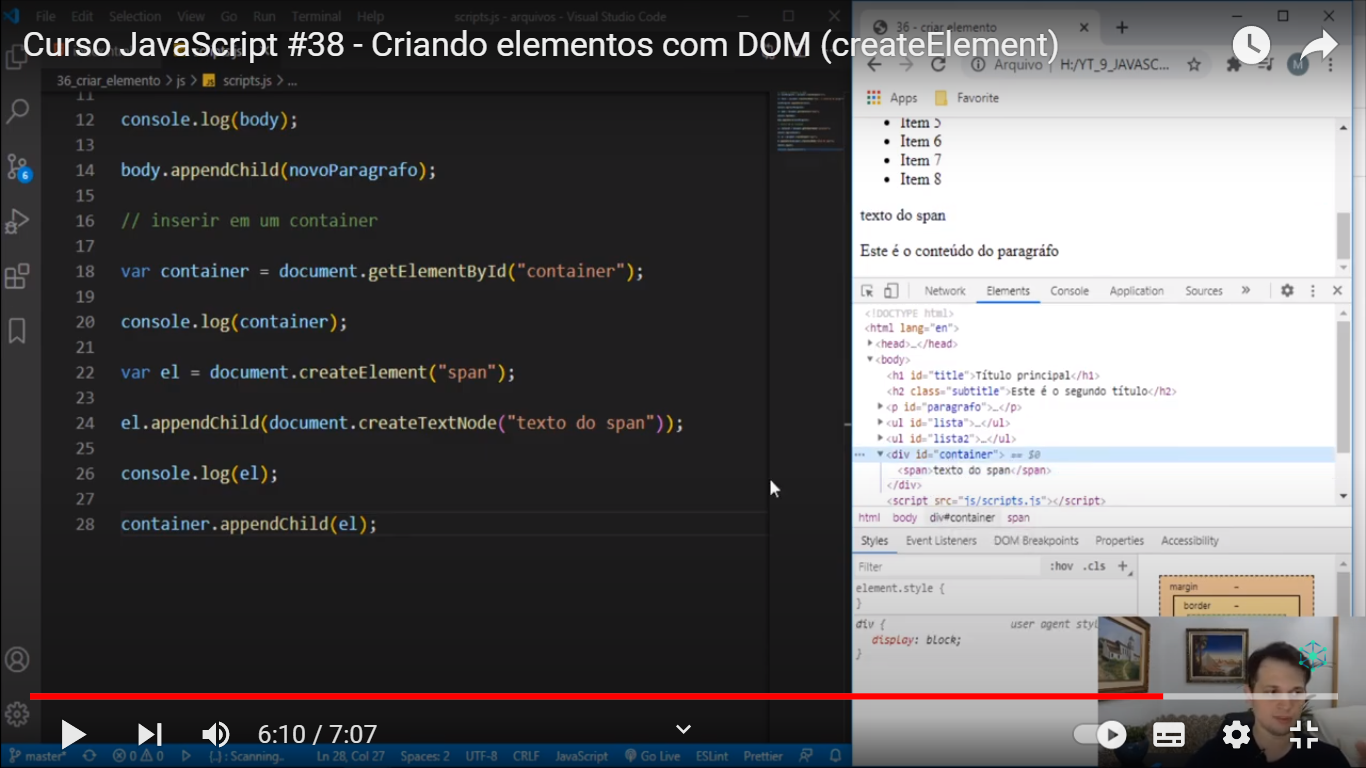 File Edit Selection View Go Run Terminal Help scripts.js - arquivos - Visual Studio Code
Curso JavaScript #38 - Criando elementos com DOM (createElement)
36_criar_elemento > js > scripts.js > ...
11
12 console.log(body);
13
14 body.appendChild(novoParagrafo);
15
16 // inserir em um container
17
18 var container = document.getElementById("container");
19
20 console.log(container);
21
22 var el = document.createElement("span");
23
24 el.appendChild(document.createTextNode("texto do span"));
25
26 console.log(el);
27
28 container.appendChild(el);
6
36 - criar elemento
Arquivo | H:/YT_9_JAVASC...
M
Apps Favorite
Item 5
Item 6
Item 7
Item 8
texto do span
Este é o conteúdo do paragráfo
Network Elements Console Application Sources »
<!DOCTYPE html>
<html lang="en">
<head>…</head>
<body>
<h1 id="title">Título principal</h1>
<h2 class="subtitle">Este é o segundo título</h2>
<p id="paragrafo">…</p>
<ul id="lista">…</ul>
<ul id="lista2">…</ul>
<div id="container"> == $0
<span>texto do span</span>
</div>
<script src="js/scripts.js"></script>
html body div#container span
Styles Event Listeners DOM Breakpoints Properties Accessibility
Filter :hov .cls +
element.style {
}
div { user agent styl
display: block;
}
margin -
border -
6:10 / 7:07
master* 0 0 {..} : Scanning.. Ln 28, Col 27 Spaces: 2 UTF-8 CRLF JavaScript Go Live ESLint Prettier